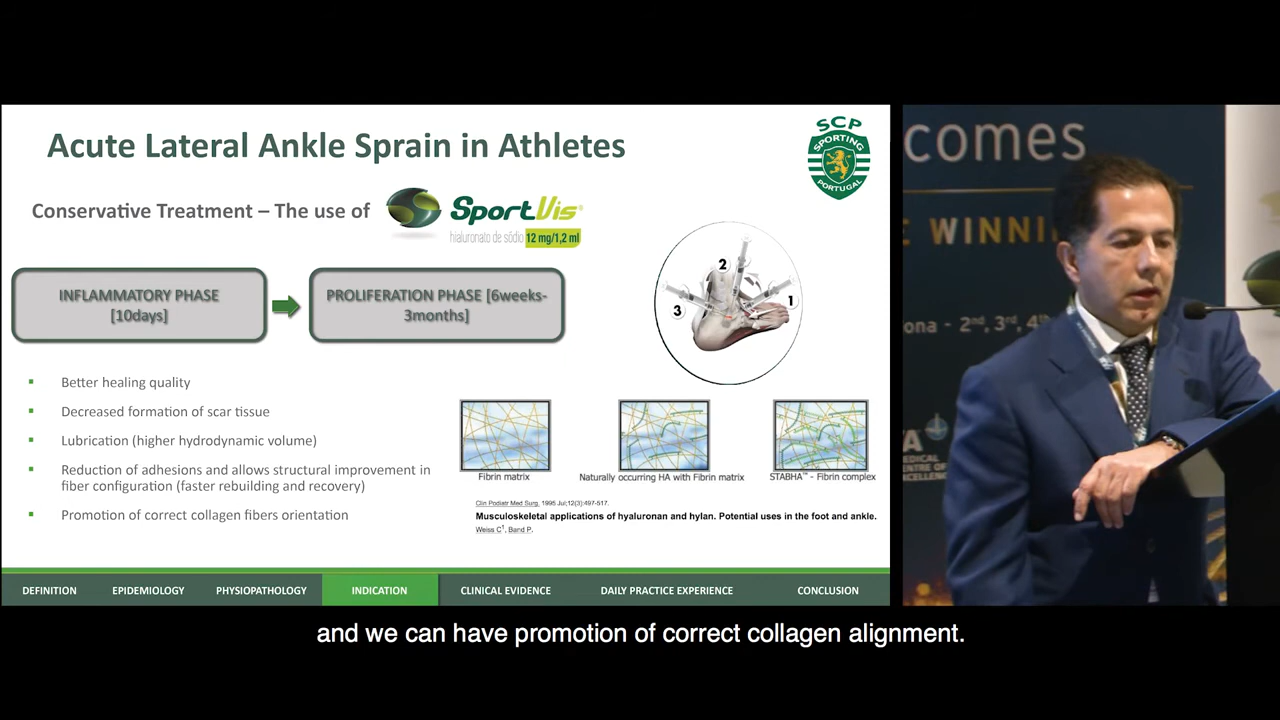 Acute Lateral Ankle Sprain in Athletes
SCP
SPORTING
PORTUGAL
Conservative Treatment – The use of
SportVis®
hialuronato de sódio 12 mg/1,2 ml
INFLAMMATORY PHASE
[10days]
PROLIFERATION PHASE [6weeks-
3months]
1
2
3
Better healing quality
Decreased formation of scar tissue
Lubrication (higher hydrodynamic volume)
Reduction of adhesions and allows structural improvement in
fiber configuration (faster rebuilding and recovery)
Promotion of correct collagen fibers orientation
Fibrin matrix
Naturally occurring HA with Fibrin matrix
STABHA™ - Fibrin complex
Clin Podiatr Med Surg. 1995 Jul;12(3):497-517.
Musculoskeletal applications of hyaluronan and hylan. Potential uses in the foot and ankle.
Weiss C1, Band P.
DEFINITION
EPIDEMIOLOGY
PHYSIOPATHOLOGY
INDICATION
CLINICAL EVIDENCE
DAILY PRACTICE EXPERIENCE
CONCLUSION
comes
WINNI
ona - 2nd, 3rd, 4th
MEDICAL
CENTRE OF
EXCELLENCE
and we can have promotion of correct collagen alignment.